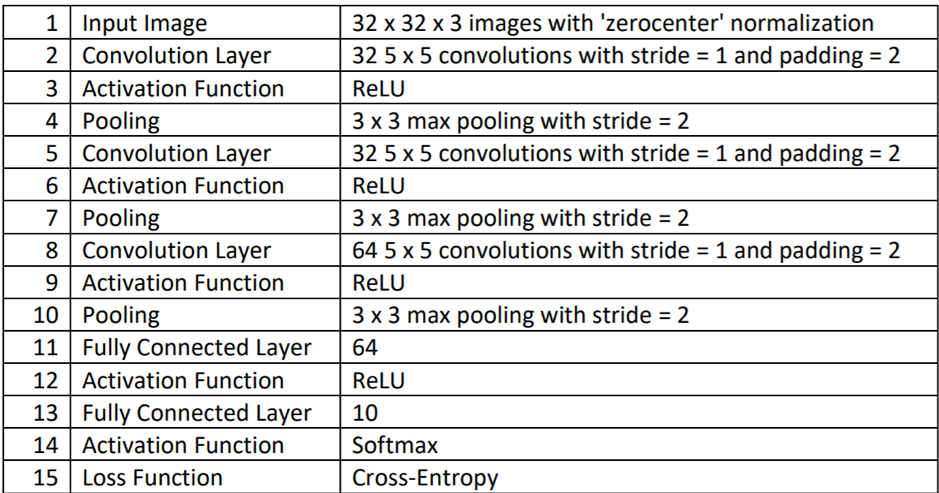 1 Input Image 32 x 32 x 3 images with 'zerocenter' normalization
2 Convolution Layer 32 5 x 5 convolutions with stride = 1 and padding = 2
3 Activation Function ReLU
4 Pooling 3 x 3 max pooling with stride = 2
5 Convolution Layer 32 5 x 5 convolutions with stride = 1 and padding = 2
6 Activation Function ReLU
7 Pooling 3 x 3 max pooling with stride = 2
8 Convolution Layer 64 5 x 5 convolutions with stride = 1 and padding = 2
9 Activation Function ReLU
10 Pooling 3 x 3 max pooling with stride = 2
11 Fully Connected Layer 64
12 Activation Function ReLU
13 Fully Connected Layer 10
14 Activation Function Softmax
15 Loss Function Cross-Entropy